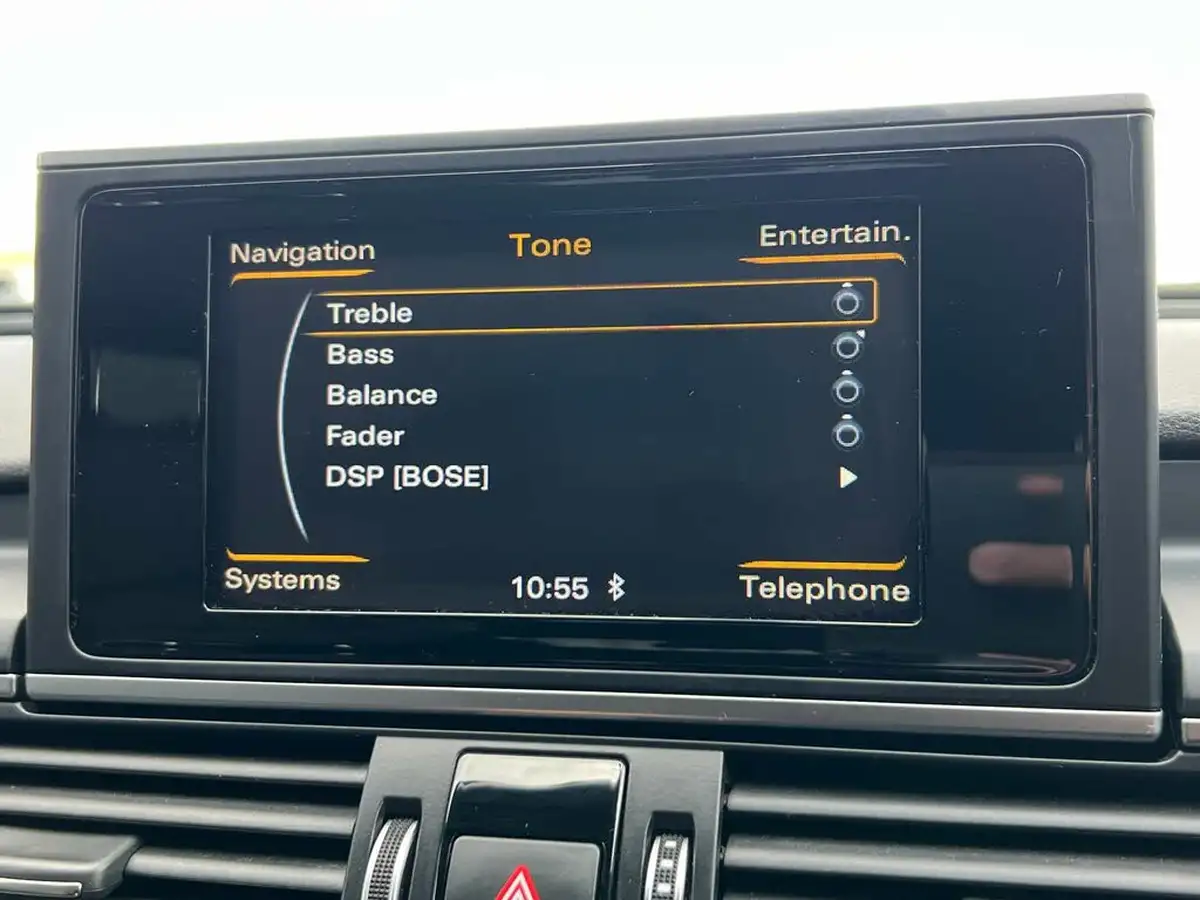 Navigation
Tone
Entertain.
Treble
Bass
Balance
Fader
DSP [BOSE]
Systems
10:55
Telephone